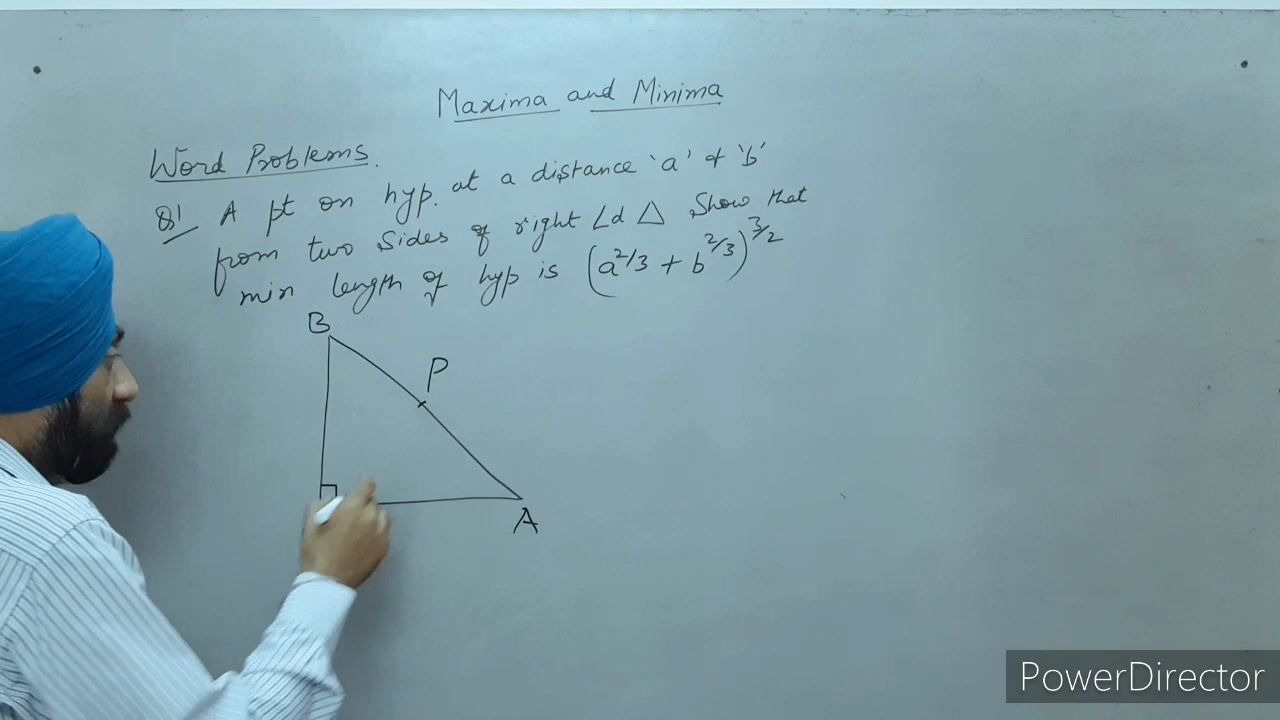 Maxima and Minima
Word Problems.
Q1 A pt on hyp. at a distance 'a' & 'b'
from two sides of right ∠d △ Show that
min length of hyp is (a^2/3 + b^2/3)^3/2
B
P
A
PowerDirector